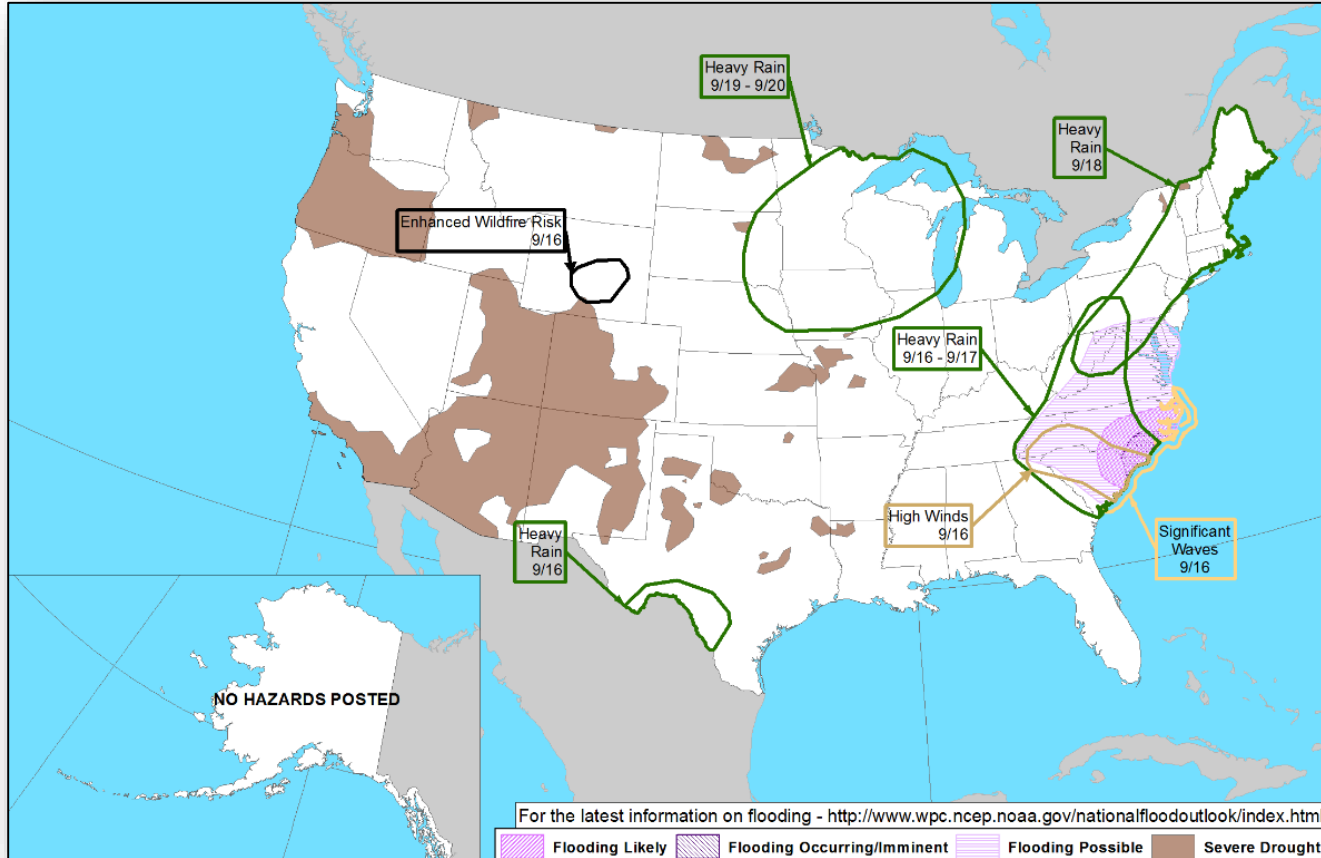 Heavy Rain
9/19 - 9/20
Heavy
Rain
9/18
Enhanced Wildfire Risk
9/16
Heavy Rain
9/16 - 9/17
High Winds
9/16
Significant
Waves
9/16
Heavy
Rain
9/16
NO HAZARDS POSTED
For the latest information on flooding - http://www.wpc.ncep.noaa.gov/nationalfloodoutlook/index.html
Flooding Likely
Flooding Occurring/Imminent
Flooding Possible
Severe Drought